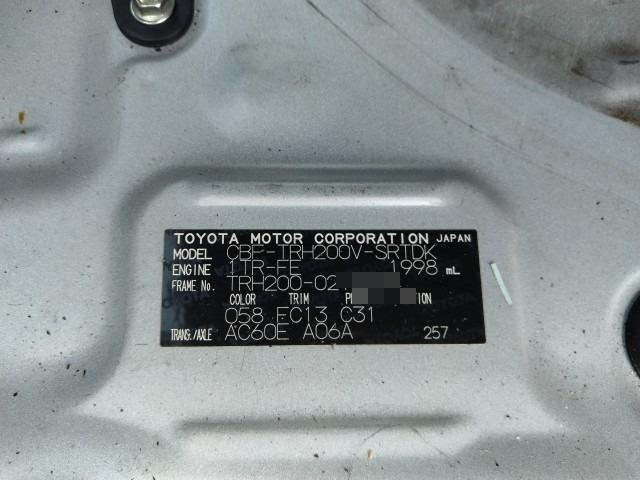 TOYOTA MOTOR CORPORATION JAPAN
MODEL CBF-TRH200V-SRTDK
ENGINE 1TR-FE 1998 mL
FRAME No. TRH200-02
COLOR TRIM
058 FC13 C31
TRANS./AXLE AC60E A06A 257